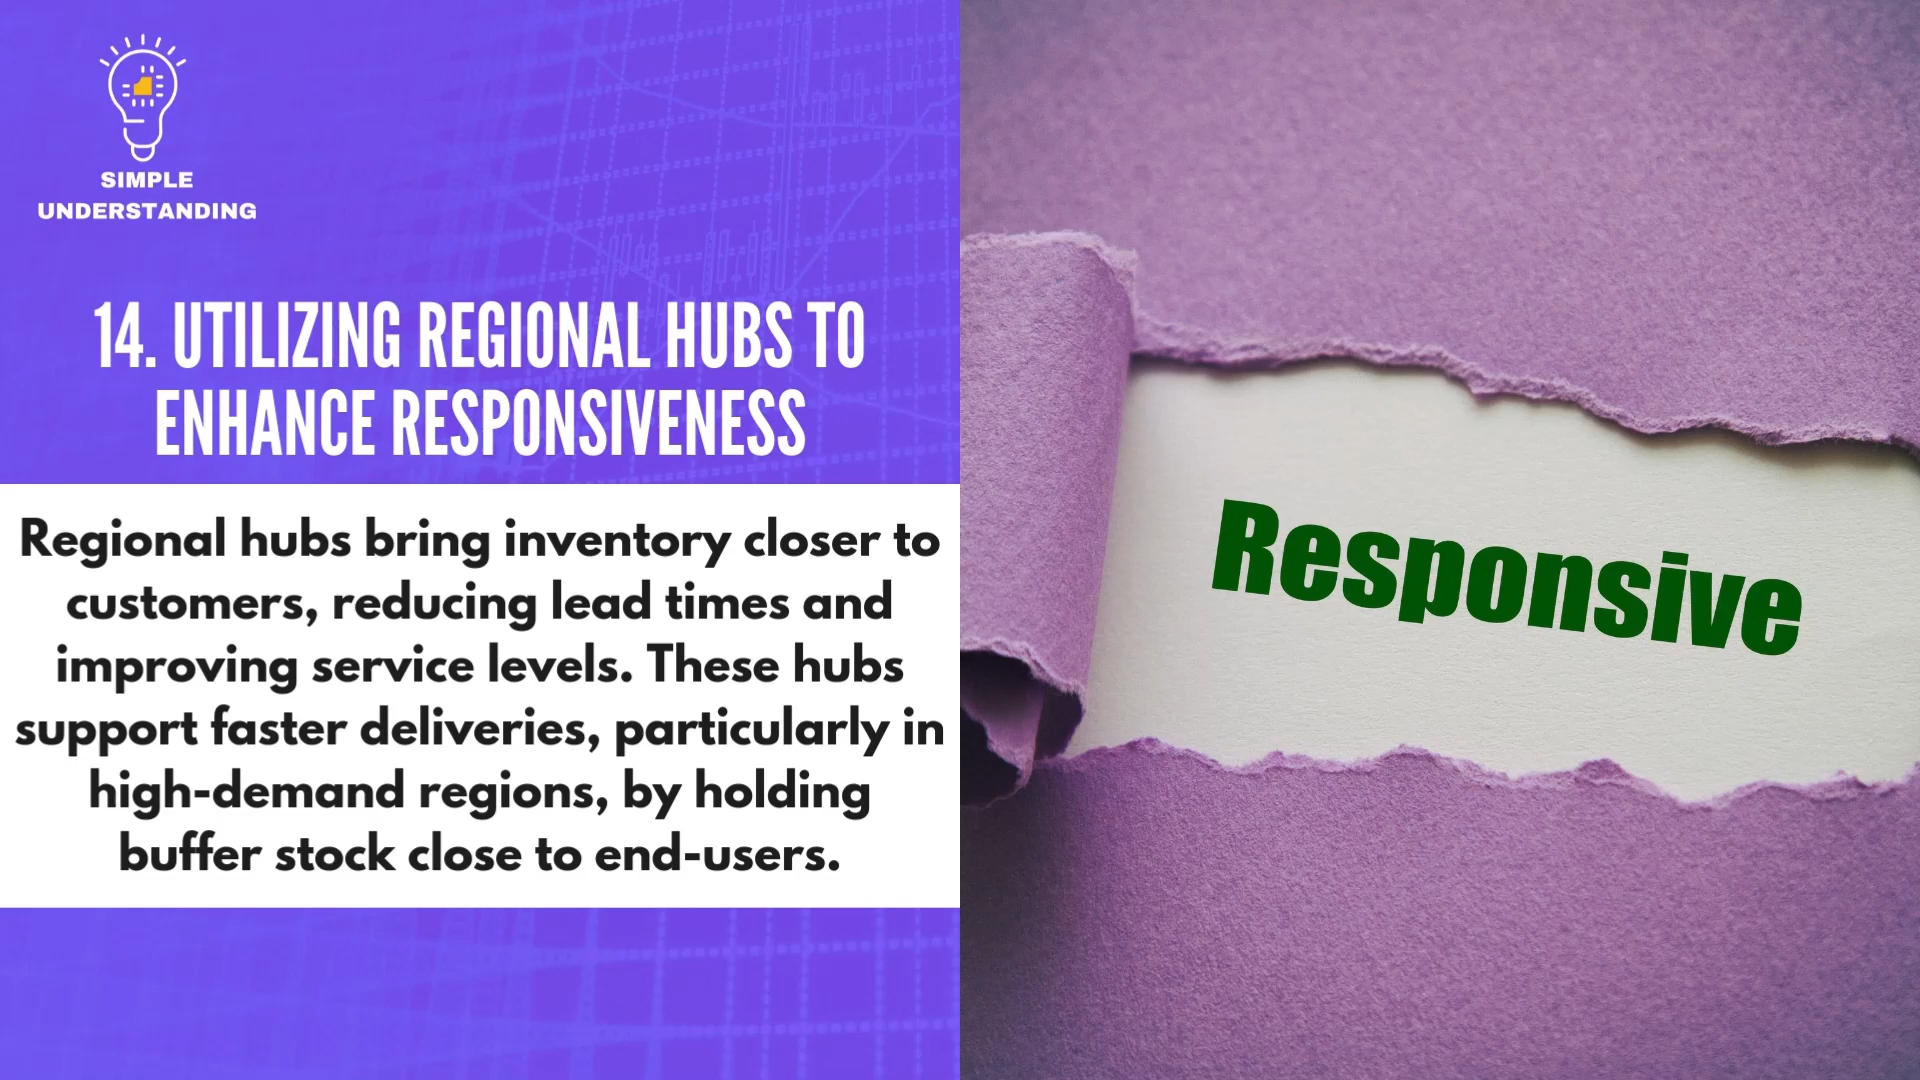 SIMPLE
UNDERSTANDING
14. UTILIZING REGIONAL HUBS TO
ENHANCE RESPONSIVENESS
Regional hubs bring inventory closer to
customers, reducing lead times and
improving service levels. These hubs
support faster deliveries, particularly in
high-demand regions, by holding
buffer stock close to end-users.
Responsive